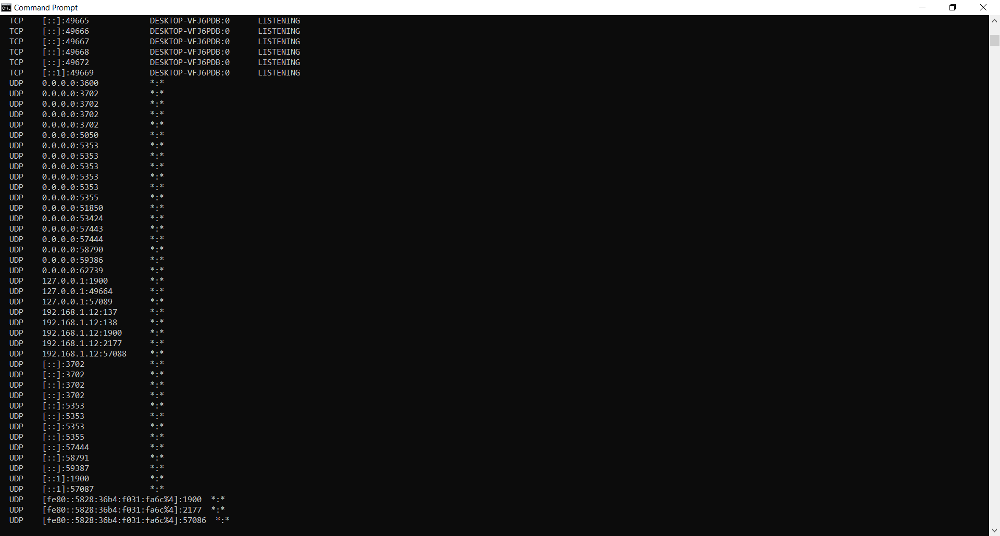 Command Prompt
TCP [::]:49665 DESKTOP-VFJ6PDB:0 LISTENING
TCP [::]:49666 DESKTOP-VFJ6PDB:0 LISTENING
TCP [::]:49667 DESKTOP-VFJ6PDB:0 LISTENING
TCP [::]:49668 DESKTOP-VFJ6PDB:0 LISTENING
TCP [::]:49672 DESKTOP-VFJ6PDB:0 LISTENING
TCP [::1]:49669 DESKTOP-VFJ6PDB:0 LISTENING
UDP 0.0.0.0:3600 *:*
UDP 0.0.0.0:3702 *:*
UDP 0.0.0.0:3702 *:*
UDP 0.0.0.0:3702 *:*
UDP 0.0.0.0:3702 *:*
UDP 0.0.0.0:5050 *:*
UDP 0.0.0.0:5353 *:*
UDP 0.0.0.0:5353 *:*
UDP 0.0.0.0:5353 *:*
UDP 0.0.0.0:5353 *:*
UDP 0.0.0.0:5353 *:*
UDP 0.0.0.0:5355 *:*
UDP 0.0.0.0:51850 *:*
UDP 0.0.0.0:53424 *:*
UDP 0.0.0.0:57443 *:*
UDP 0.0.0.0:57444 *:*
UDP 0.0.0.0:58790 *:*
UDP 0.0.0.0:59386 *:*
UDP 0.0.0.0:62739 *:*
UDP 127.0.0.1:1900 *:*
UDP 127.0.0.1:49664 *:*
UDP 127.0.0.1:57089 *:*
UDP 192.168.1.12:137 *:*
UDP 192.168.1.12:138 *:*
UDP 192.168.1.12:1900 *:*
UDP 192.168.1.12:2177 *:*
UDP 192.168.1.12:57088 *:*
UDP [::]:3702 *:*
UDP [::]:3702 *:*
UDP [::]:3702 *:*
UDP [::]:3702 *:*
UDP [::]:5353 *:*
UDP [::]:5353 *:*
UDP [::]:5353 *:*
UDP [::]:5355 *:*
UDP [::]:57444 *:*
UDP [::]:58791 *:*
UDP [::]:59387 *:*
UDP [::1]:1900 *:*
UDP [::1]:57087 *:*
UDP [fe80::5828:36b4:f031:fa6c%4]:1900 *:*
UDP [fe80::5828:36b4:f031:fa6c%4]:2177 *:*
UDP [fe80::5828:36b4:f031:fa6c%4]:57086 *:*